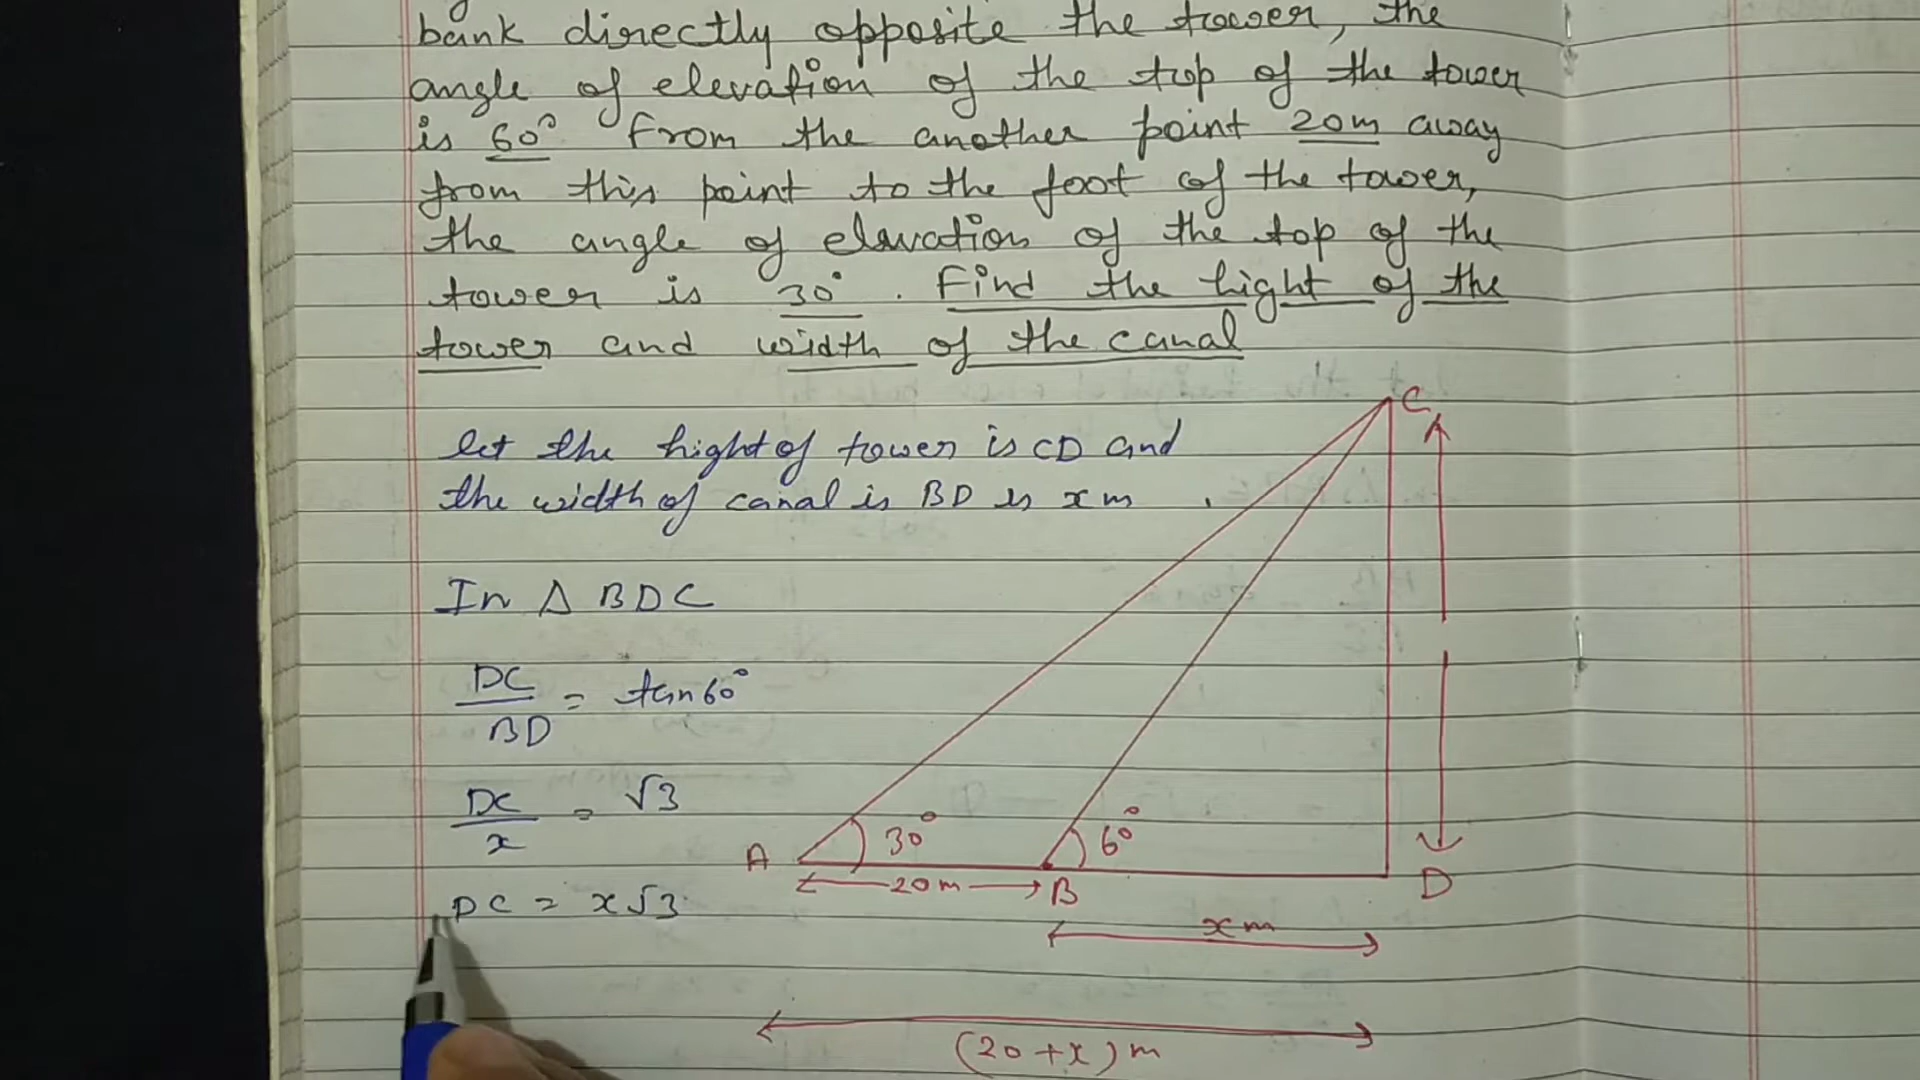 bank directly opposite the tower, the
angle of elevation of the top of the tower
is 60° From the another point 20m away
from this point to the foot of the tower,
the angle of elevation of the top of the
tower is 30°. Find the hight of the
tower and width of the canal
let the hight of tower is CD and
the width of canal is BD is x m
In Δ BDC
DC/BD = tan60°
DC/x = √3
DC = x√3
C
A
30°
60°
20m
B
D
x m
(20+x)m